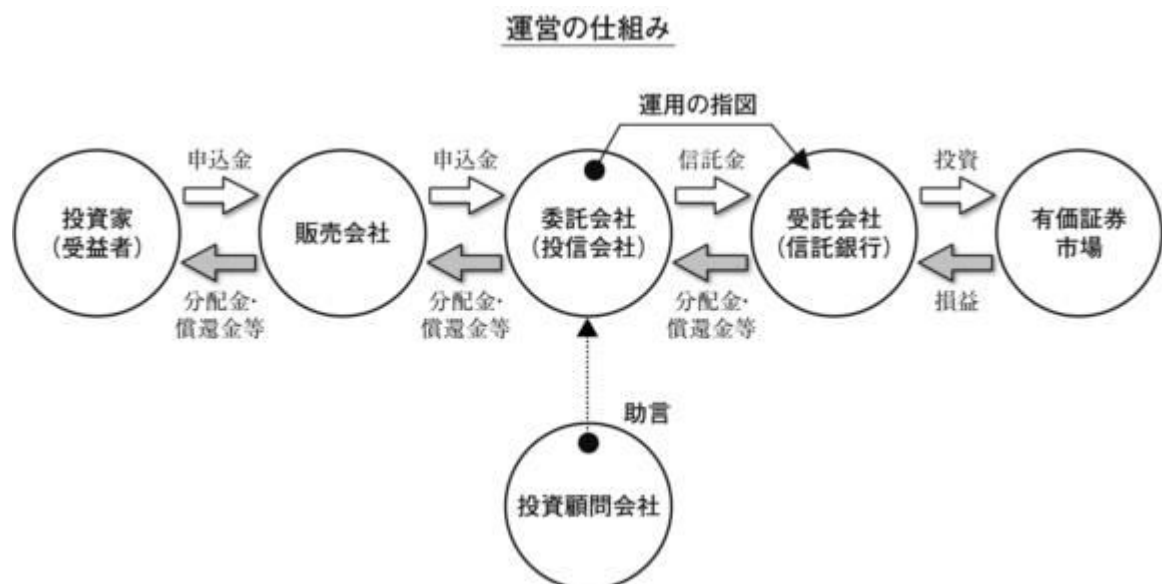 運営の仕組み
運用の指図
申込金
申込金
信託金
投資
投資家
(受益者)
販売会社
委託会社
(投信会社)
受託会社
(信託銀行)
有価証券
市場
分配金・
償還金等
分配金・
償還金等
分配金・
償還金等
損益
助言
投資顧問会社